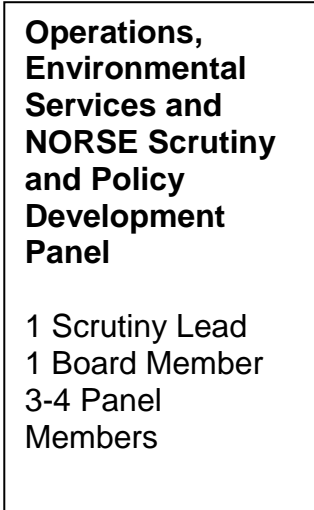 Operations,
Environmental
Services and
NORSE Scrutiny
and Policy
Development
Panel
1 Scrutiny Lead
1 Board Member
3-4 Panel
Members